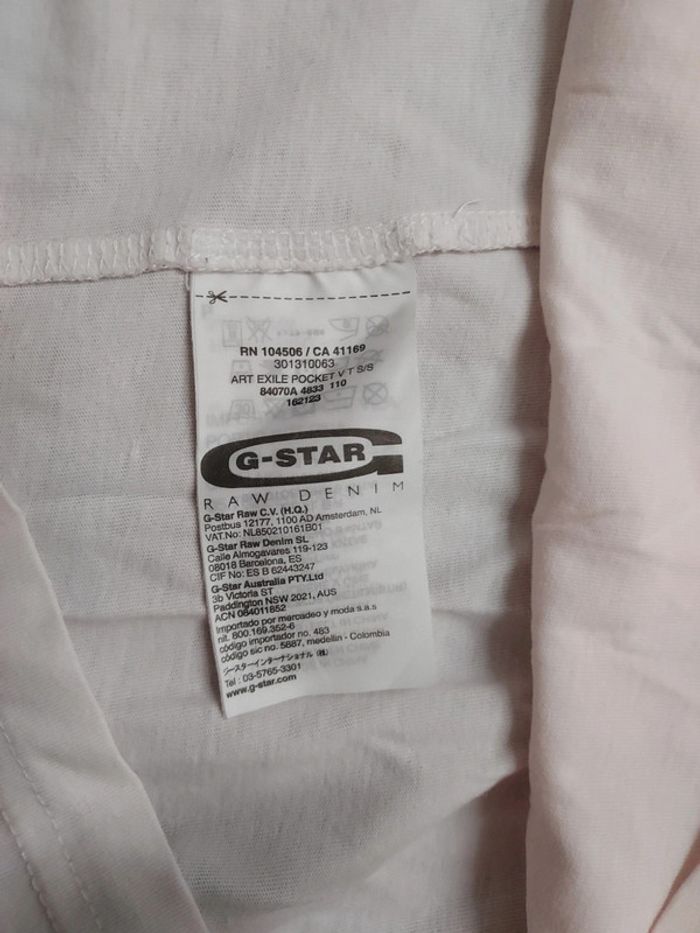 RN 104506 / CA 41169
301310063
ART EXILE POCKET V T S/S
84070A 4833 110
162123
G-STAR
RAW DENIM
G-Star Raw C.V. (H.Q.)
Postbus 12177, 1100 AD Amsterdam, NL
VAT.No: NL850210161B01
G-Star Raw Denim SL
Calle Almogavares 119-123
08018 Barcelona, ES
CIF No: ES B 62443247
G-Star Australia PTY.Ltd
3b Victoria ST
Paddington NSW 2021, AUS
ACN 084011852
Importado por mercadeo y moda s.a.s
nit. 800.169.352-6
código importador no. 483
código sic no. 5887, medellin - Colombia
ジースターインターナショナル (株)
Tel : 03-5765-3301
www.g-star.com